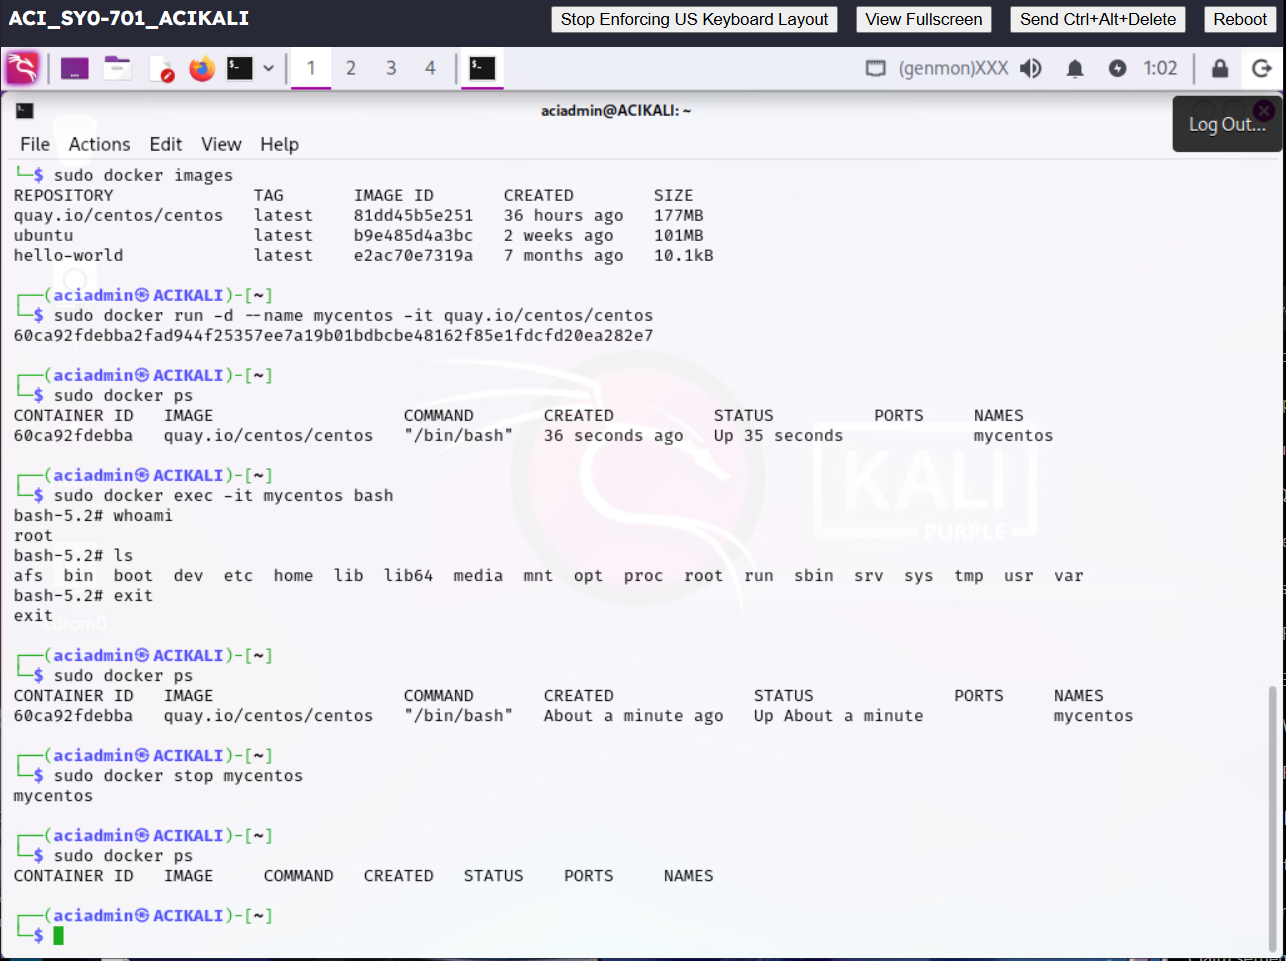 ACI_SY0-701_ACIKALI
Stop Enforcing US Keyboard Layout View Fullscreen Send Ctrl+Alt+Delete Reboot
1 2 3 4 (genmon)XXX 1:02
aciadmin@ACIKALI: ~
Log Out...
File Actions Edit View Help
└─$ sudo docker images
REPOSITORY TAG IMAGE ID CREATED SIZE
quay.io/centos/centos latest 81dd45b5e251 36 hours ago 177MB
ubuntu latest b9e485d4a3bc 2 weeks ago 101MB
hello-world latest e2ac70e7319a 7 months ago 10.1kB
┌──(aciadmin㉿ACIKALI)-[~]
└─$ sudo docker run -d --name mycentos -it quay.io/centos/centos
60ca92fdebba2fad944f25357ee7a19b01bdbcbe48162f85e1fdcfd20ea282e7
┌──(aciadmin㉿ACIKALI)-[~]
└─$ sudo docker ps
CONTAINER ID IMAGE COMMAND CREATED STATUS PORTS NAMES
60ca92fdebba quay.io/centos/centos "/bin/bash" 36 seconds ago Up 35 seconds mycentos
┌──(aciadmin㉿ACIKALI)-[~]
└─$ sudo docker exec -it mycentos bash
bash-5.2# whoami
root
bash-5.2# ls
afs bin boot dev etc home lib lib64 media mnt opt proc root run sbin srv sys tmp usr var
bash-5.2# exit
exit
┌──(aciadmin㉿ACIKALI)-[~]
└─$ sudo docker ps
CONTAINER ID IMAGE COMMAND CREATED STATUS PORTS NAMES
60ca92fdebba quay.io/centos/centos "/bin/bash" About a minute ago Up About a minute mycentos
┌──(aciadmin㉿ACIKALI)-[~]
└─$ sudo docker stop mycentos
mycentos
┌──(aciadmin㉿ACIKALI)-[~]
└─$ sudo docker ps
CONTAINER ID IMAGE COMMAND CREATED STATUS PORTS NAMES
┌──(aciadmin㉿ACIKALI)-[~]
└─$
KALI
PURPLE